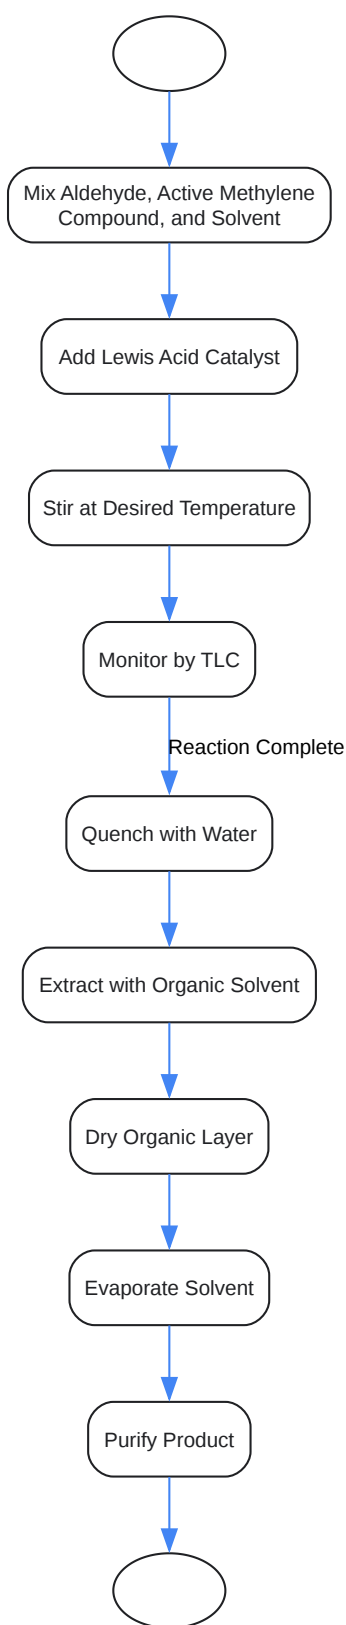 Mix Aldehyde, Active Methylene
Compound, and Solvent
Add Lewis Acid Catalyst
Stir at Desired Temperature
Monitor by TLC
Reaction Complete
Quench with Water
Extract with Organic Solvent
Dry Organic Layer
Evaporate Solvent
Purify Product